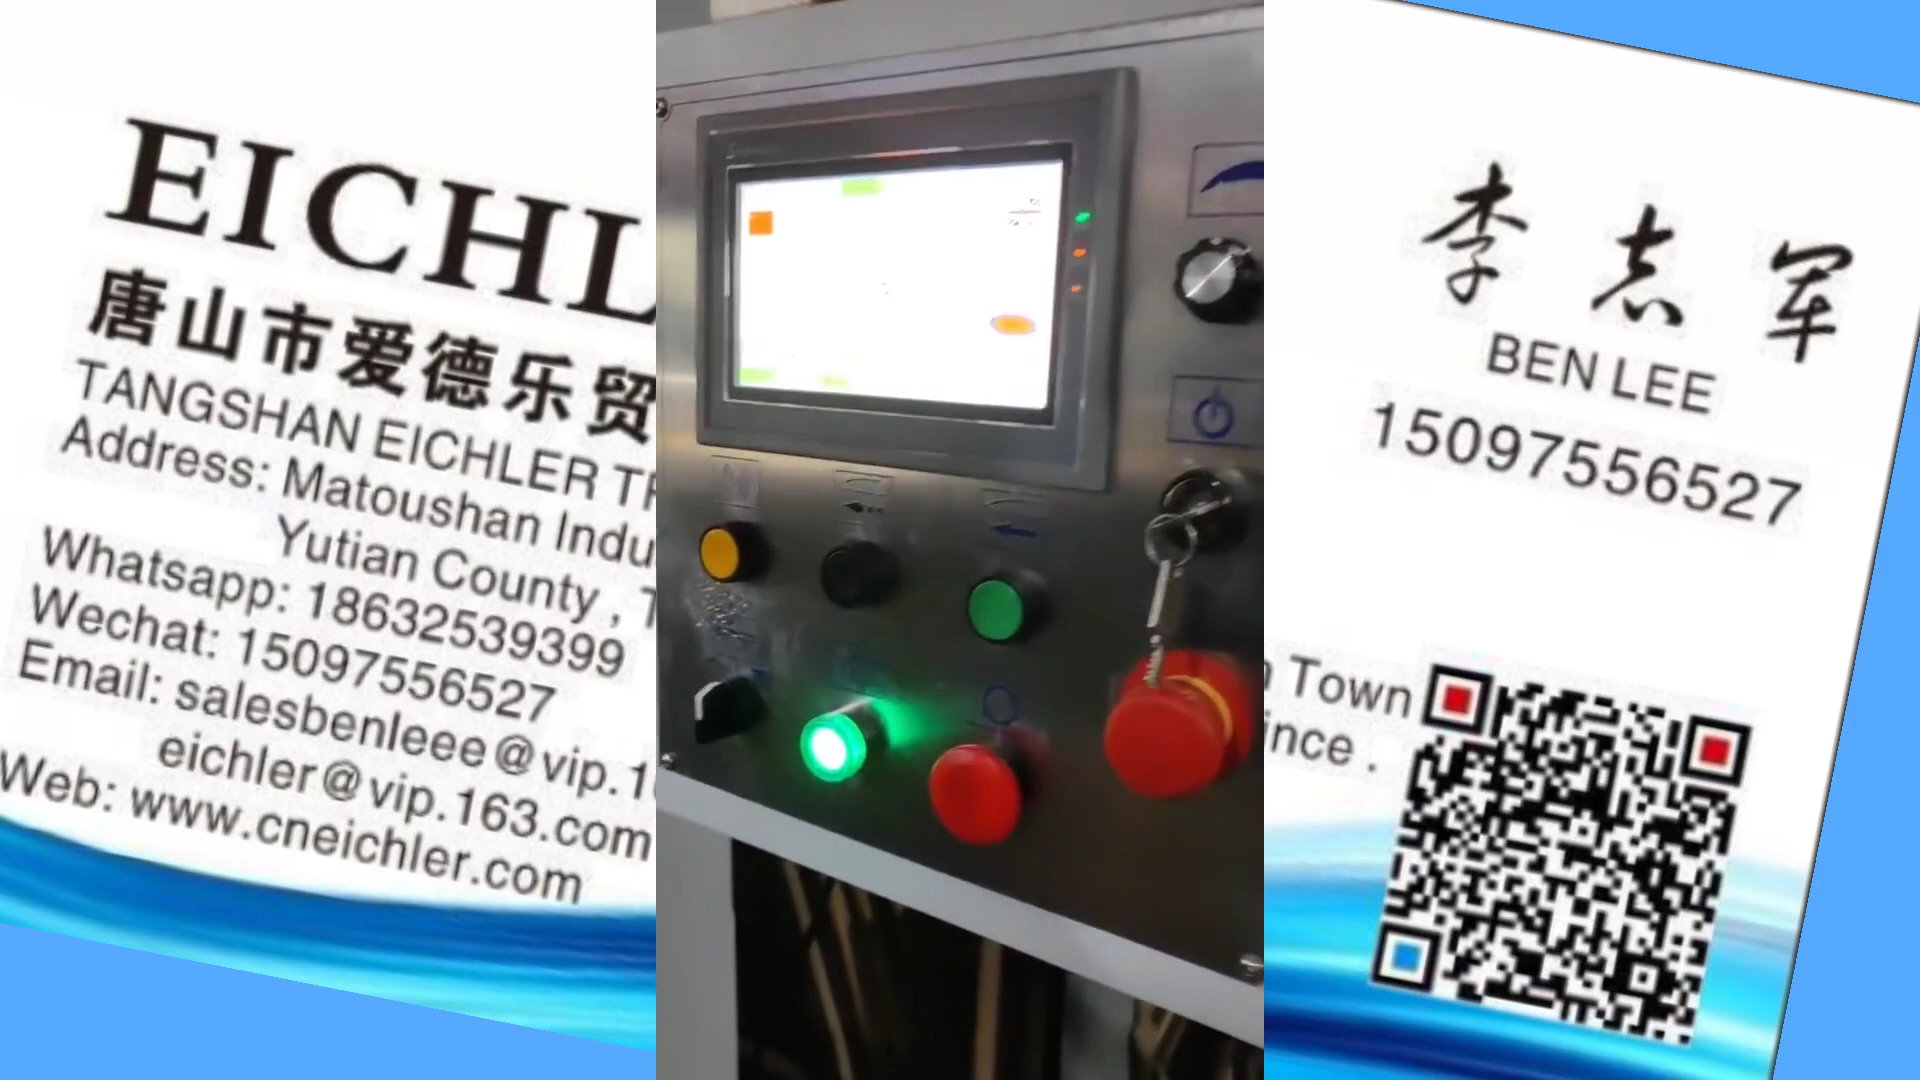 EICHL
唐山市爱德乐贸
TANGSHAN EICHLER TR
Address: Matoushan Indu
Yutian County , T
Whatsapp: 18632539399
Wechat: 15097556527
Email: salesbenleee@vip.1
eichler@vip.163.com
Web: www.cneichler.com
李志军
BEN LEE
15097556527
Town
ince .